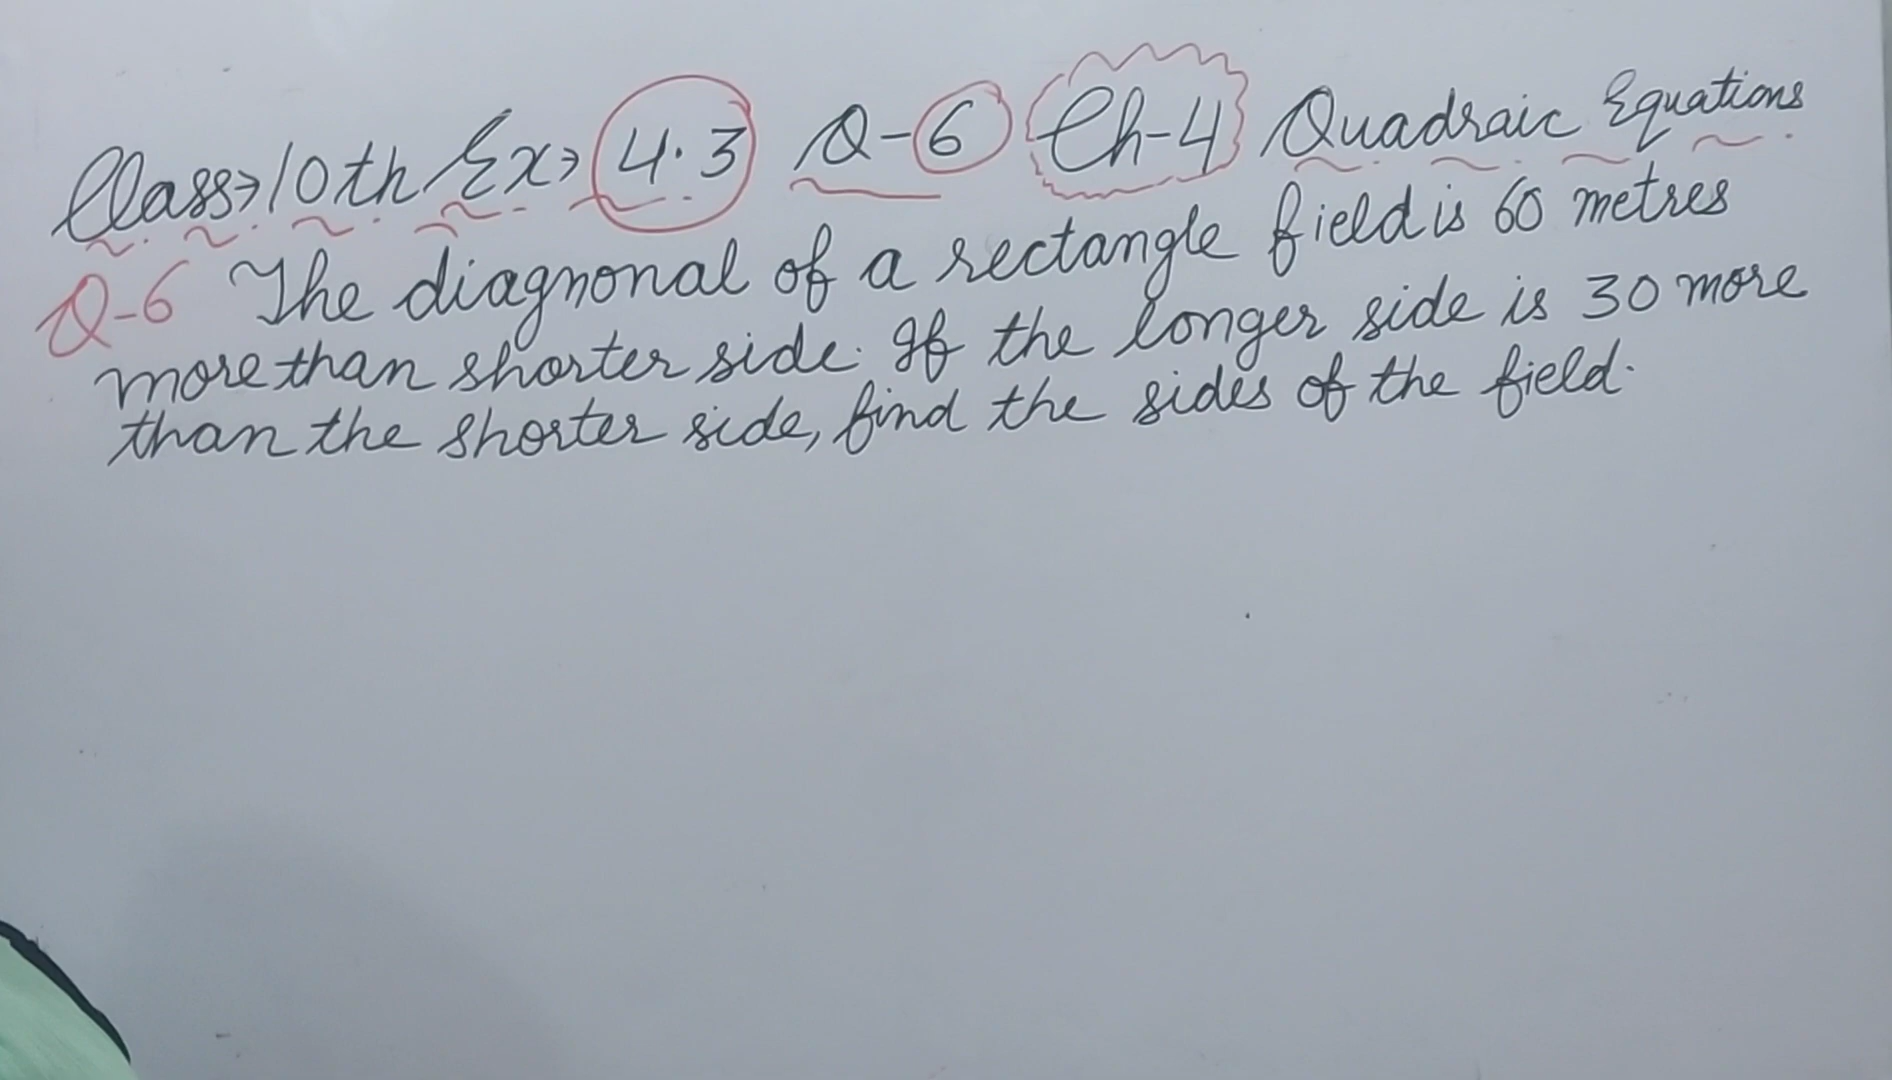 Class→10th Ex→ 4.3 Q-6 Ch-4 Quadraic Equations
Q-6 The diagnonal of a rectangle field is 60 metres
more than shorter side. If the longer side is 30 more
than the shorter side, find the sides of the field.